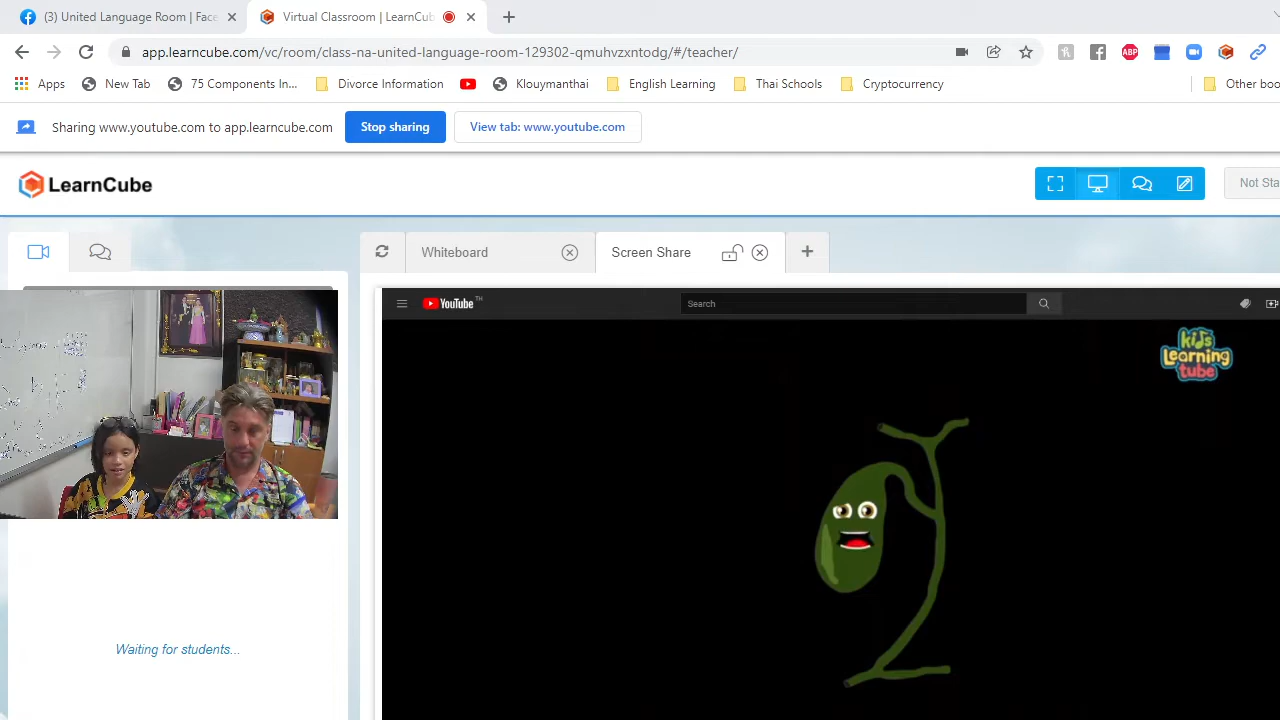 (3) United Language Room | Face
Virtual Classroom | LearnCube
app.learncube.com/vc/room/class-na-united-language-room-129302-qmuhvzxntodg/#/teacher/
ABP
Apps
New Tab
75 Components In...
Divorce Information
Klouymanthai
English Learning
Thai Schools
Cryptocurrency
Other boo
Sharing www.youtube.com to app.learncube.com
Stop sharing
View tab: www.youtube.com
LearnCube
Not Sta
Whiteboard
Screen Share
YouTube TH
Search
kids
Learning
tube
Waiting for students...